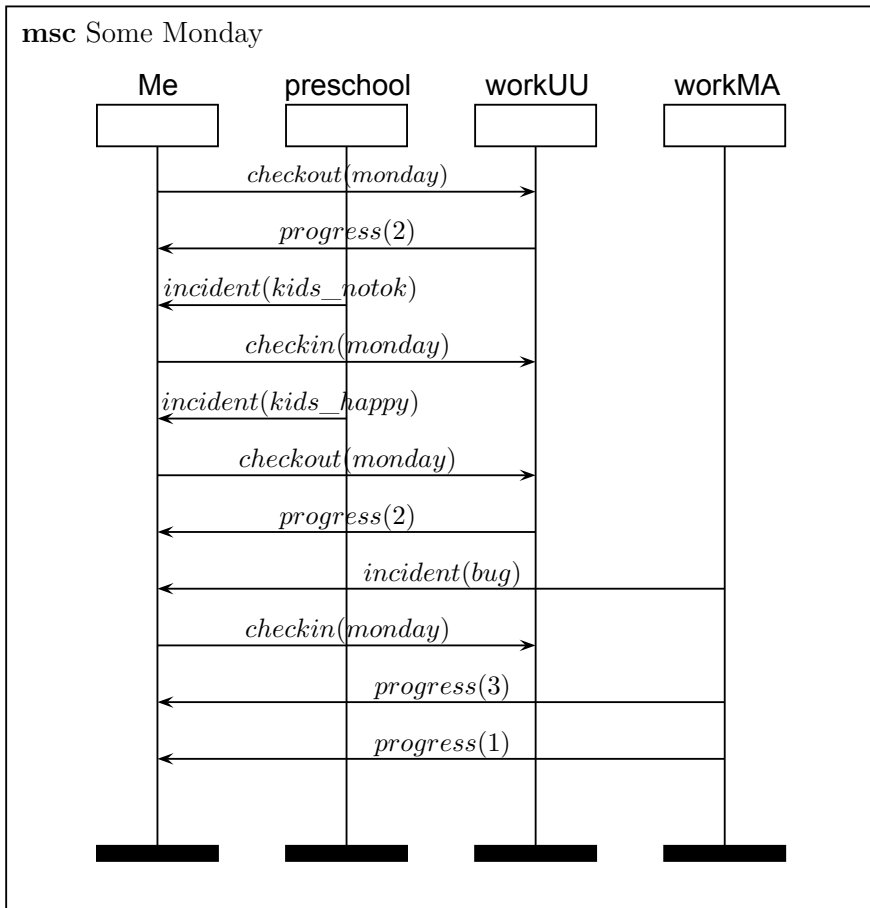 msc Some Monday
Me preschool workUU workMA
checkout(monday)
progress(2)
incident(kids_notok)
checkin(monday)
incident(kids_happy)
checkout(monday)
progress(2)
incident(bug)
checkin(monday)
progress(3)
progress(1)